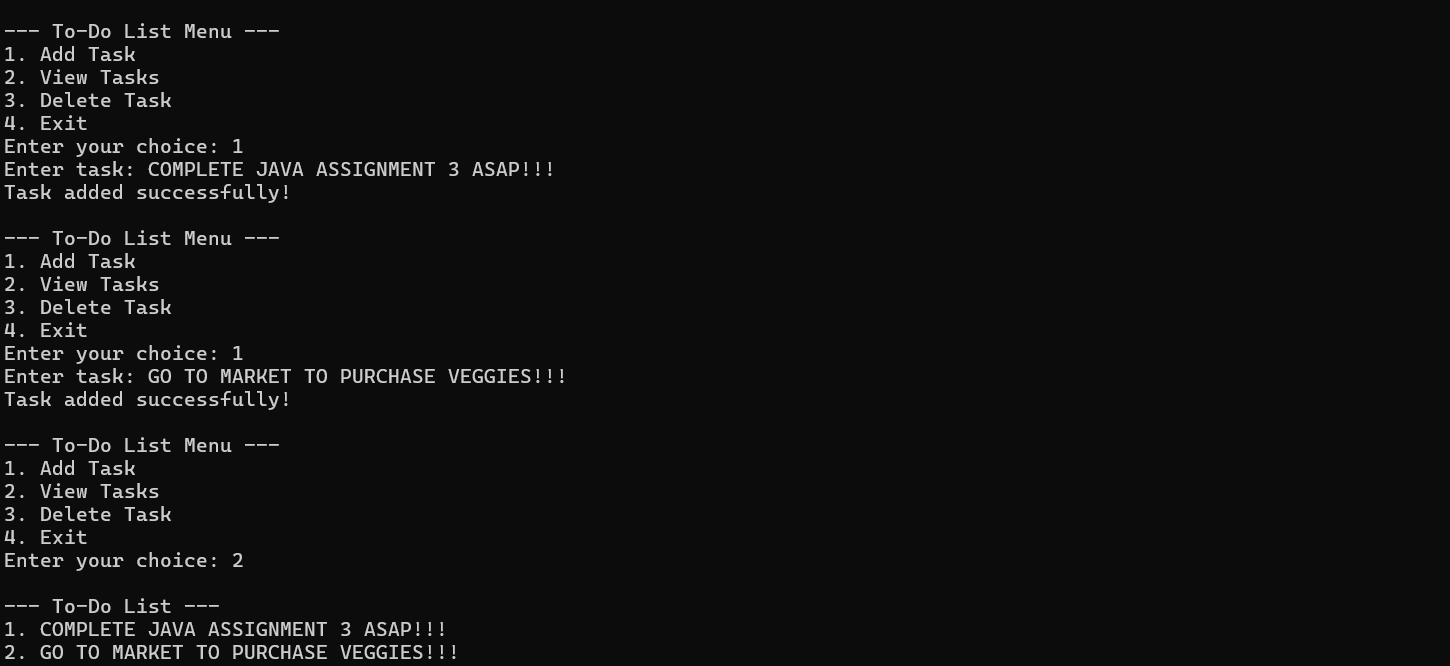 --- To-Do List Menu ---
1. Add Task
2. View Tasks
3. Delete Task
4. Exit
Enter your choice: 1
Enter task: COMPLETE JAVA ASSIGNMENT 3 ASAP!!!
Task added successfully!
--- To-Do List Menu ---
1. Add Task
2. View Tasks
3. Delete Task
4. Exit
Enter your choice: 1
Enter task: GO TO MARKET TO PURCHASE VEGGIES!!!
Task added successfully!
--- To-Do List Menu ---
1. Add Task
2. View Tasks
3. Delete Task
4. Exit
Enter your choice: 2
--- To-Do List ---
1. COMPLETE JAVA ASSIGNMENT 3 ASAP!!!
2. GO TO MARKET TO PURCHASE VEGGIES!!!